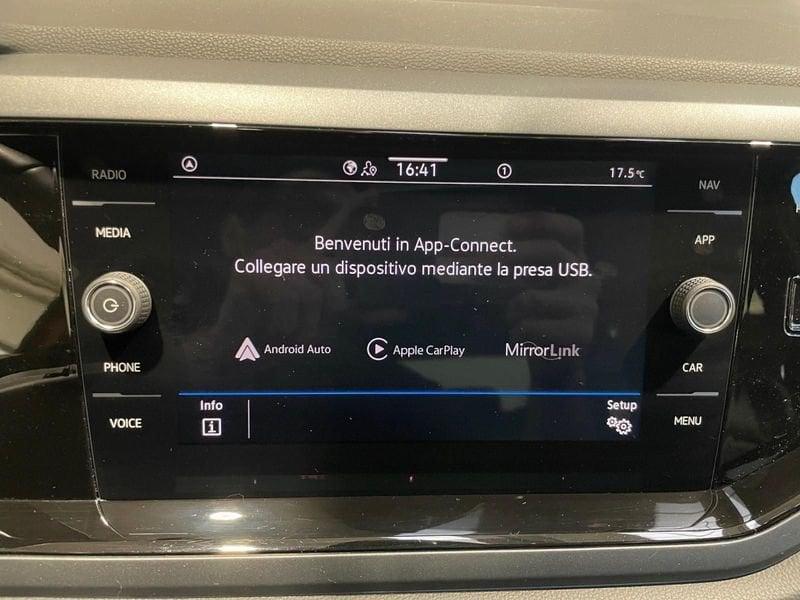 RADIO
MEDIA
PHONE
VOICE
16:41
1
17.5°C
Benvenuti in App-Connect.
Collegare un dispositivo mediante la presa USB.
Android Auto
Apple CarPlay
MirrorLink
Info
Setup
NAV
APP
CAR
MENU